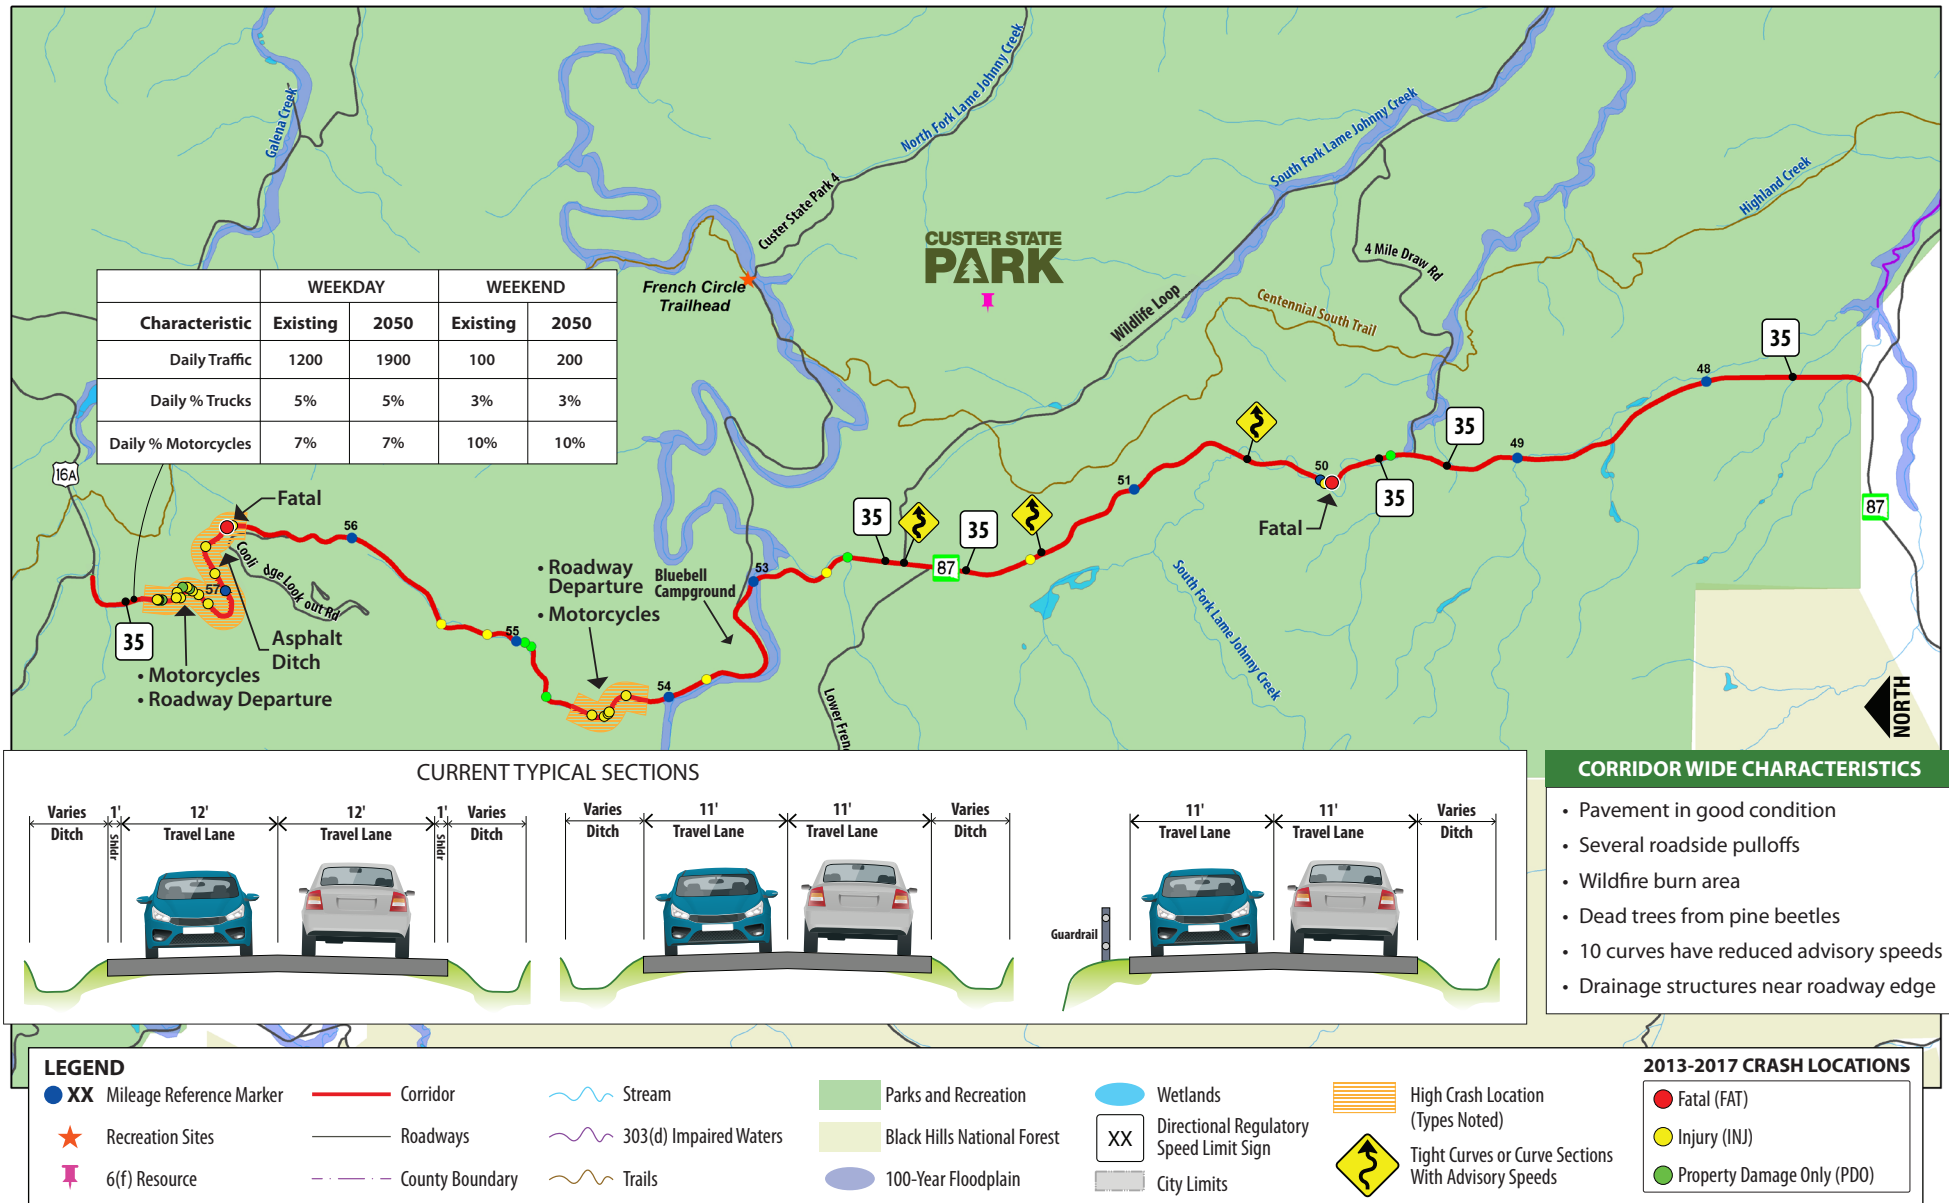 Galena Creek
North Fork Lame Johnny Creek
South Fork Lame Johnny Creek
Highland Creek
Custer State Park 4
CUSTER STATE
PARK
French Circle
Trailhead
4 Mile Draw Rd
Wildlife Loop
Centennial South Trail
WEEKDAY WEEKEND
Characteristic Existing 2050 Existing 2050
Daily Traffic 1200 1900 100 200
Daily % Trucks 5% 5% 3% 3%
Daily % Motorcycles 7% 7% 10% 10%
35
48
16A
35
49
50
51
35
87
Fatal
Fatal
56
35
35
87
53
• Roadway
Departure
• Motorcycles
Bluebell
Campground
Cooli dge Look out Rd
57
35
Asphalt
Ditch
55
54
• Motorcycles
• Roadway Departure
South Fork Lame Johnny Creek
Lower Frenc
NORTH
CURRENT TYPICAL SECTIONS
Varies 1' 12' 12' 1' Varies
Ditch Shldr Travel Lane Travel Lane Shldr Ditch
Varies 11' 11' Varies
Ditch Travel Lane Travel Lane Ditch
11' 11' Varies
Travel Lane Travel Lane Ditch
Guardrail
CORRIDOR WIDE CHARACTERISTICS
• Pavement in good condition
• Several roadside pulloffs
• Wildfire burn area
• Dead trees from pine beetles
• 10 curves have reduced advisory speeds
• Drainage structures near roadway edge
LEGEND
XX Mileage Reference Marker
Recreation Sites
6(f) Resource
Corridor
Roadways
County Boundary
Stream
303(d) Impaired Waters
Trails
Parks and Recreation
Black Hills National Forest
100-Year Floodplain
Wetlands
XX Directional Regulatory
Speed Limit Sign
City Limits
High Crash Location
(Types Noted)
Tight Curves or Curve Sections
With Advisory Speeds
2013-2017 CRASH LOCATIONS
Fatal (FAT)
Injury (INJ)
Property Damage Only (PDO)